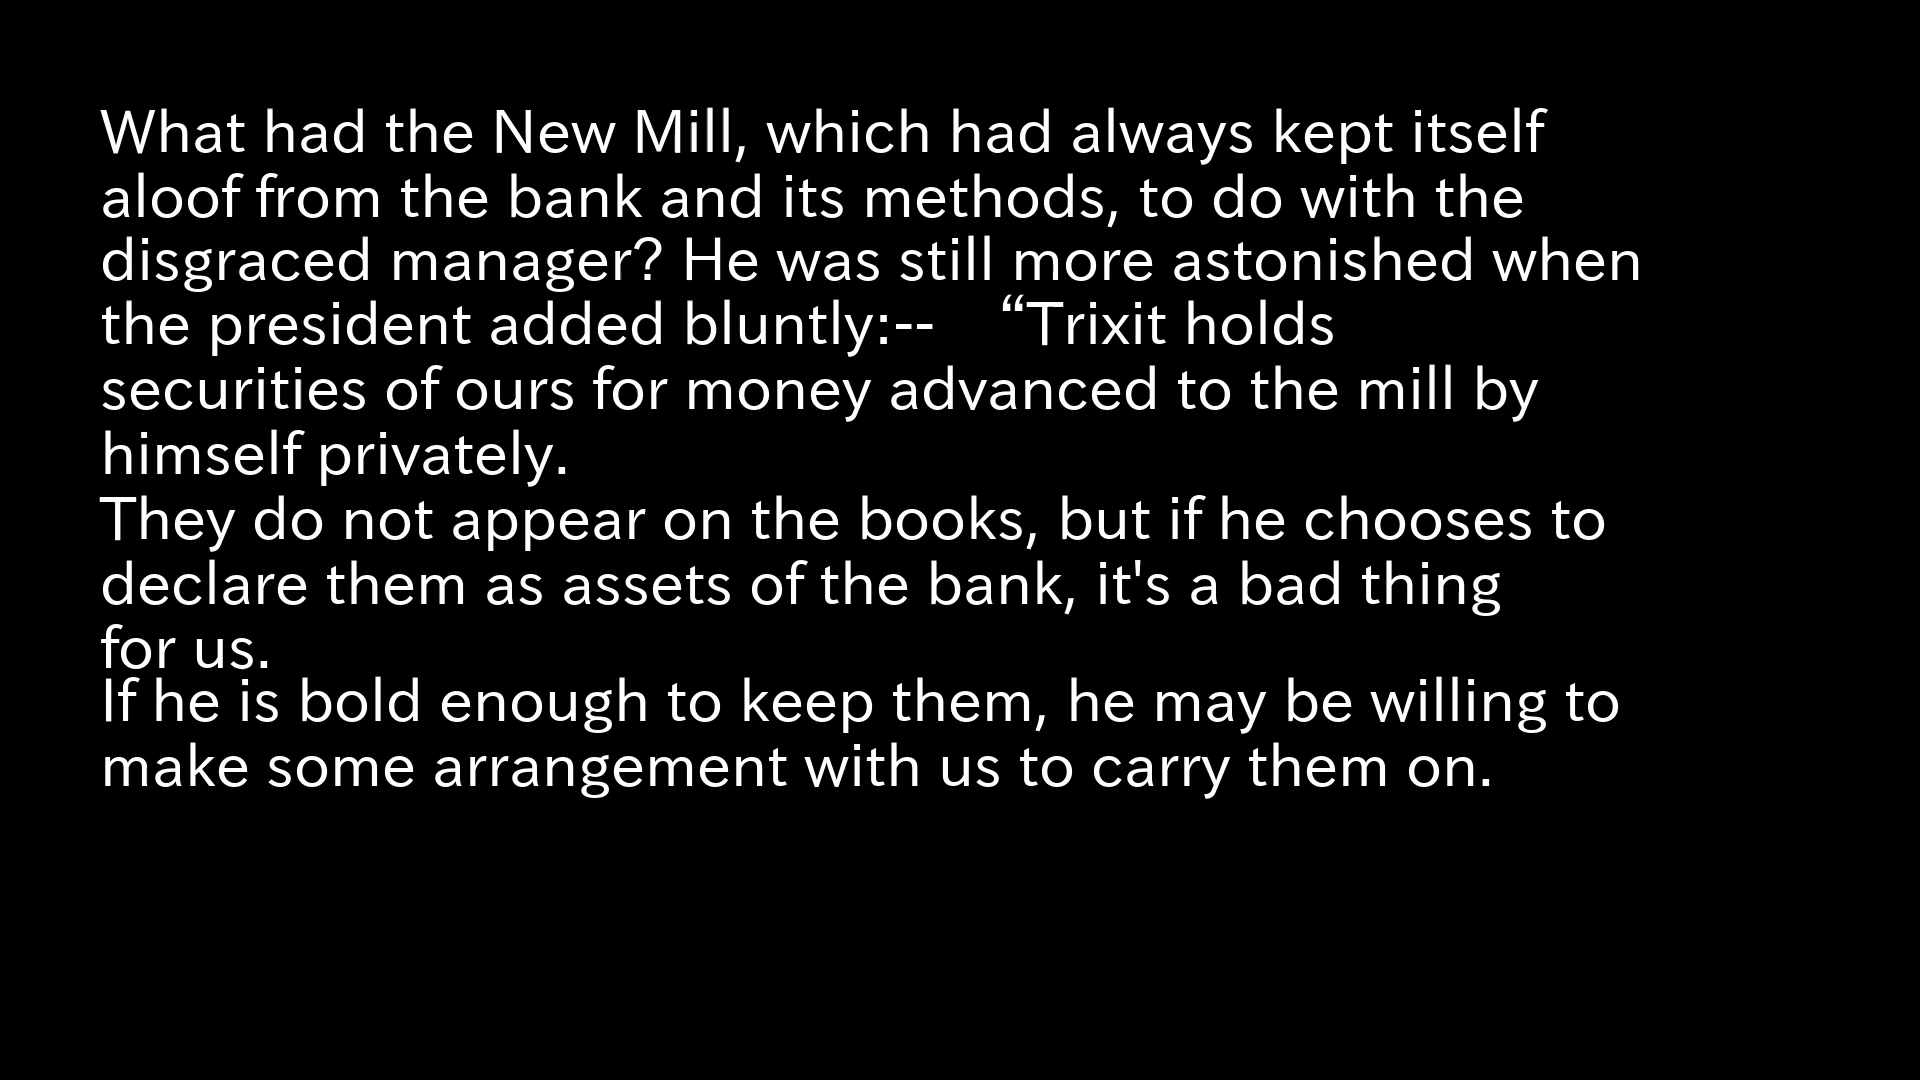 What had the New Mill, which had always kept itself
aloof from the bank and its methods, to do with the
disgraced manager? He was still more astonished when
the president added bluntly:--    “Trixit holds
securities of ours for money advanced to the mill by
himself privately.
They do not appear on the books, but if he chooses to
declare them as assets of the bank, it's a bad thing
for us.
If he is bold enough to keep them, he may be willing to
make some arrangement with us to carry them on.